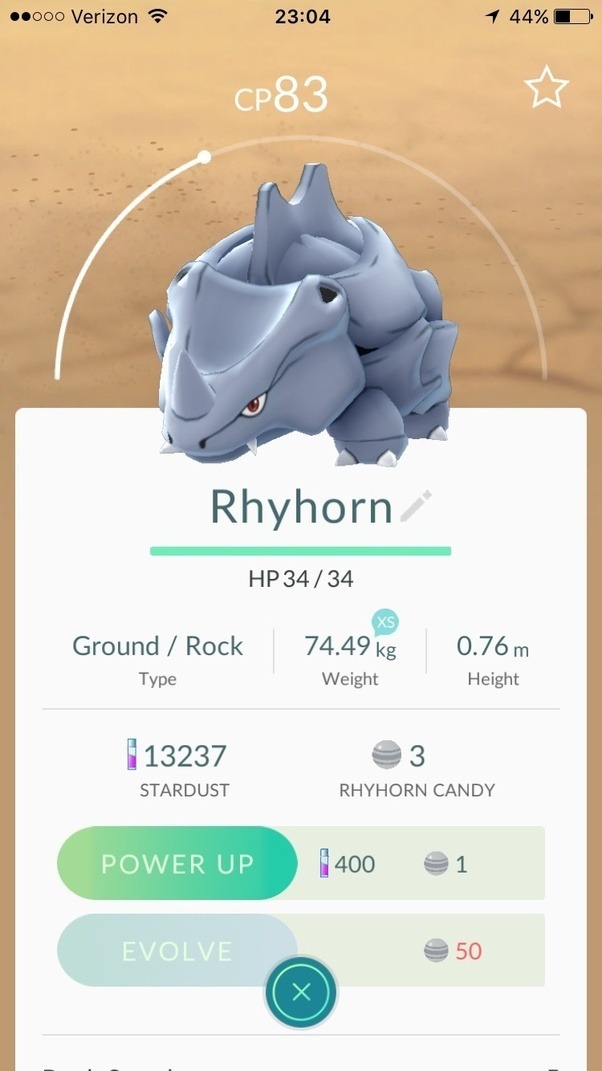 Verizon 23:04 44%
CP83
Rhyhorn
HP 34 / 34
XS
Ground / Rock 74.49 kg 0.76 m
Type Weight Height
13237 3
STARDUST RHYHORN CANDY
POWER UP 400 1
EVOLVE 50